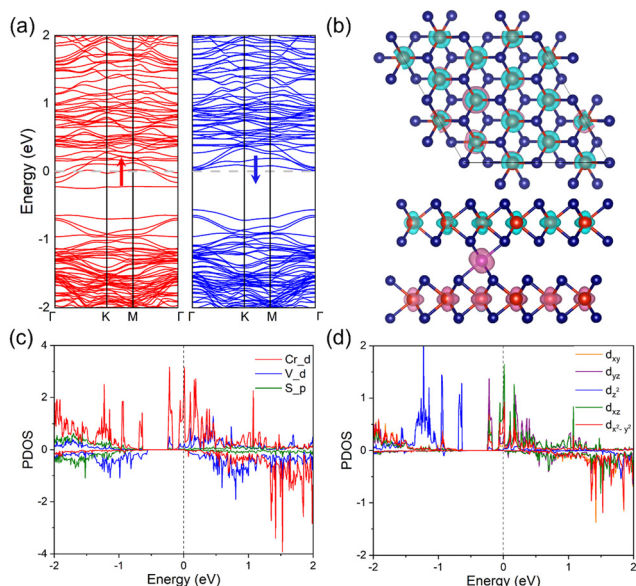 (a)
2
1
0
-1
-2
Energy (eV)
Γ K M Γ Γ K M Γ
(b)
(c)
4
2
0
-2
-4
PDOS
-2 -1 0 1 2
Energy (eV)
Cr_d
V_d
S_p
(d)
2
0
-2
PDOS
-2 -1 0 1 2
Energy (eV)
d_xy
d_yz
d_z²
d_xz
d_x²-y²